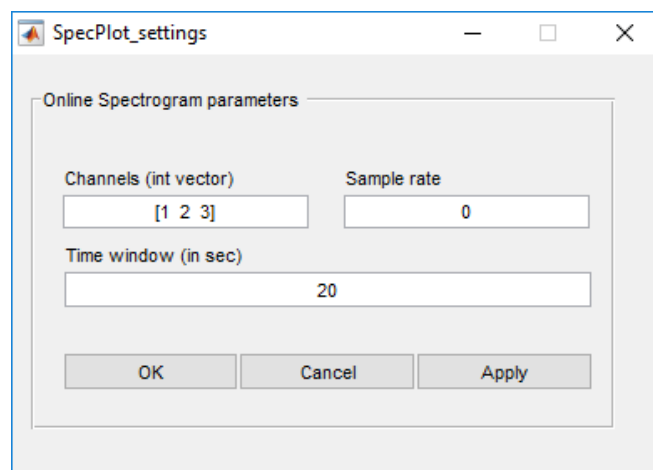 SpecPlot_settings
Online Spectrogram parameters
Channels (int vector) Sample rate
[1 2 3] 0
Time window (in sec)
20
OK Cancel Apply